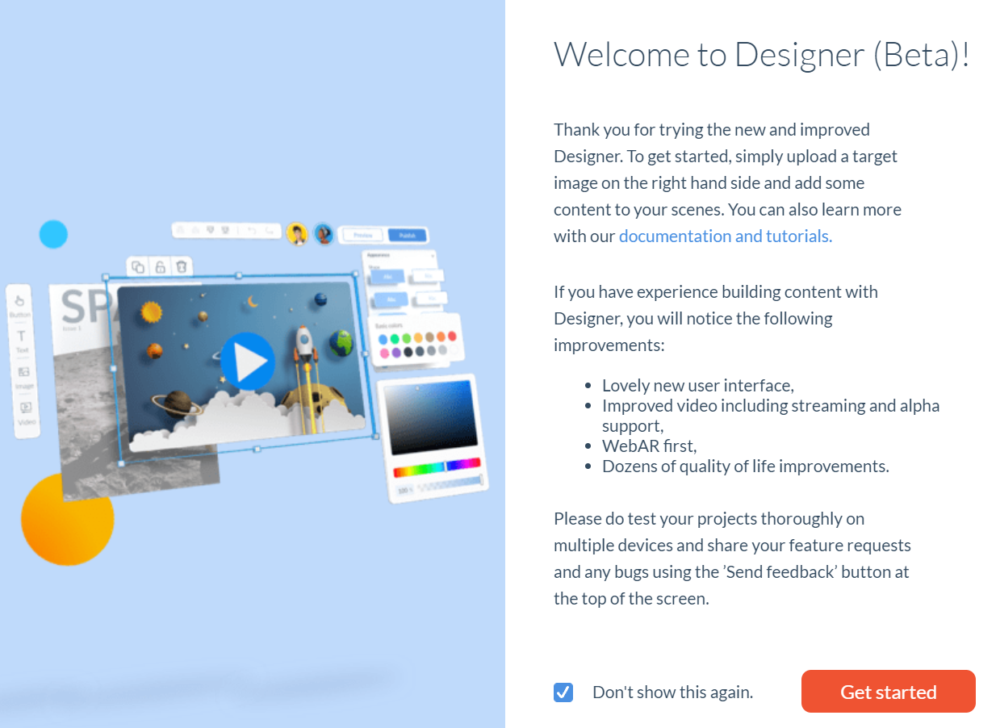 Welcome to Designer (Beta)!
Thank you for trying the new and improved
Designer. To get started, simply upload a target
image on the right hand side and add some
content to your scenes. You can also learn more
with our documentation and tutorials.
If you have experience building content with
Designer, you will notice the following
improvements:
• Lovely new user interface,
• Improved video including streaming and alpha
support,
• WebAR first,
• Dozens of quality of life improvements.
Please do test your projects thoroughly on
multiple devices and share your feature requests
and any bugs using the ’Send feedback’ button at
the top of the screen.
Don't show this again.
Get started
Preview
Publish
Appearance
Button
Text
Image
Video
SPA
Issue 1
100